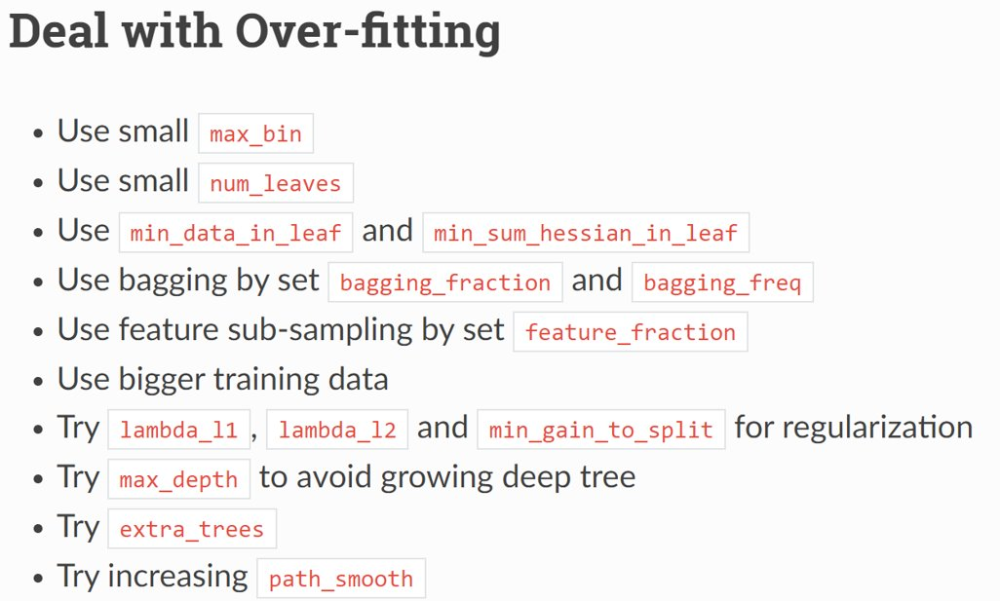 Deal with Over-fitting
• Use small max_bin
• Use small num_leaves
• Use min_data_in_leaf and min_sum_hessian_in_leaf
• Use bagging by set bagging_fraction and bagging_freq
• Use feature sub-sampling by set feature_fraction
• Use bigger training data
• Try lambda_l1, lambda_l2 and min_gain_to_split for regularization
• Try max_depth to avoid growing deep tree
• Try extra_trees
• Try increasing path_smooth